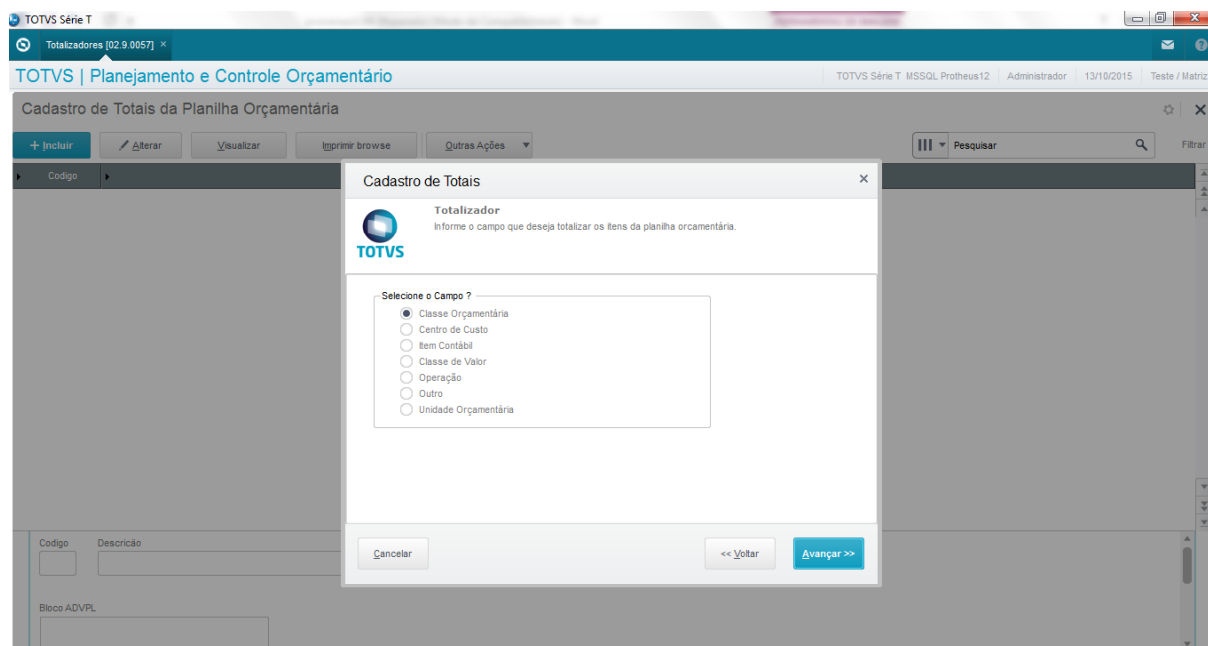 TOTVS Série T
Totalizadores [02.9.0057] ×
TOTVS | Planejamento e Controle Orçamentário
TOTVS Série T MSSQL Protheus12 Administrador 13/10/2015 Teste / Matriz
Cadastro de Totais da Planilha Orçamentária
+ Incluir Alterar Visualizar Imprimir browse Outras Ações Pesquisar Filtrar
Codigo
Cadastro de Totais
Totalizador
Informe o campo que deseja totalizar os itens da planilha orcamentária.
TOTVS
Selecione o Campo ?
Classe Orçamentária
Centro de Custo
Item Contábil
Classe de Valor
Operação
Outro
Unidade Orçamentária
Cancelar << Voltar Avançar >>
Codigo Descricão
Bloco ADVPL